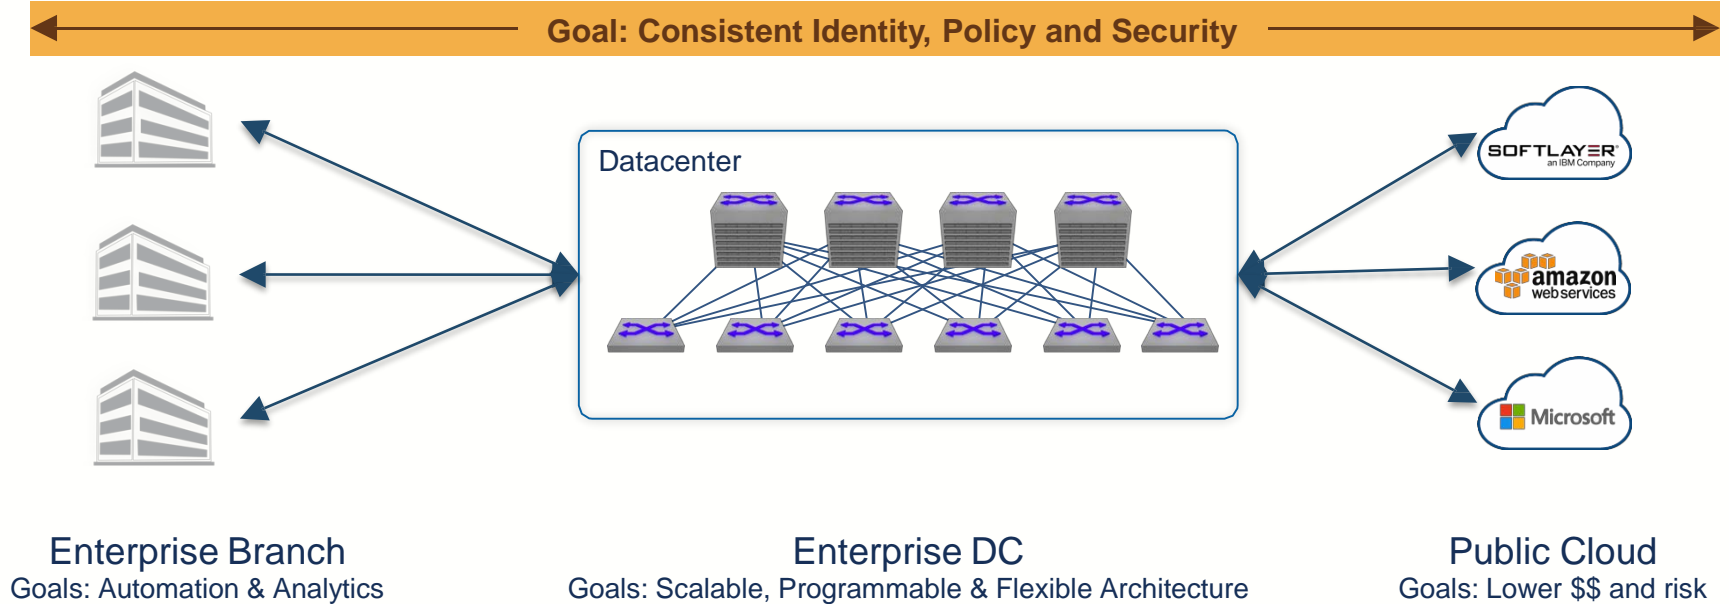 Goal: Consistent Identity, Policy and Security
Datacenter
SOFTLAYER®
an IBM Company
amazon
webservices
Microsoft
Enterprise Branch
Goals: Automation & Analytics
Enterprise DC
Goals: Scalable, Programmable & Flexible Architecture
Public Cloud
Goals: Lower $$ and risk